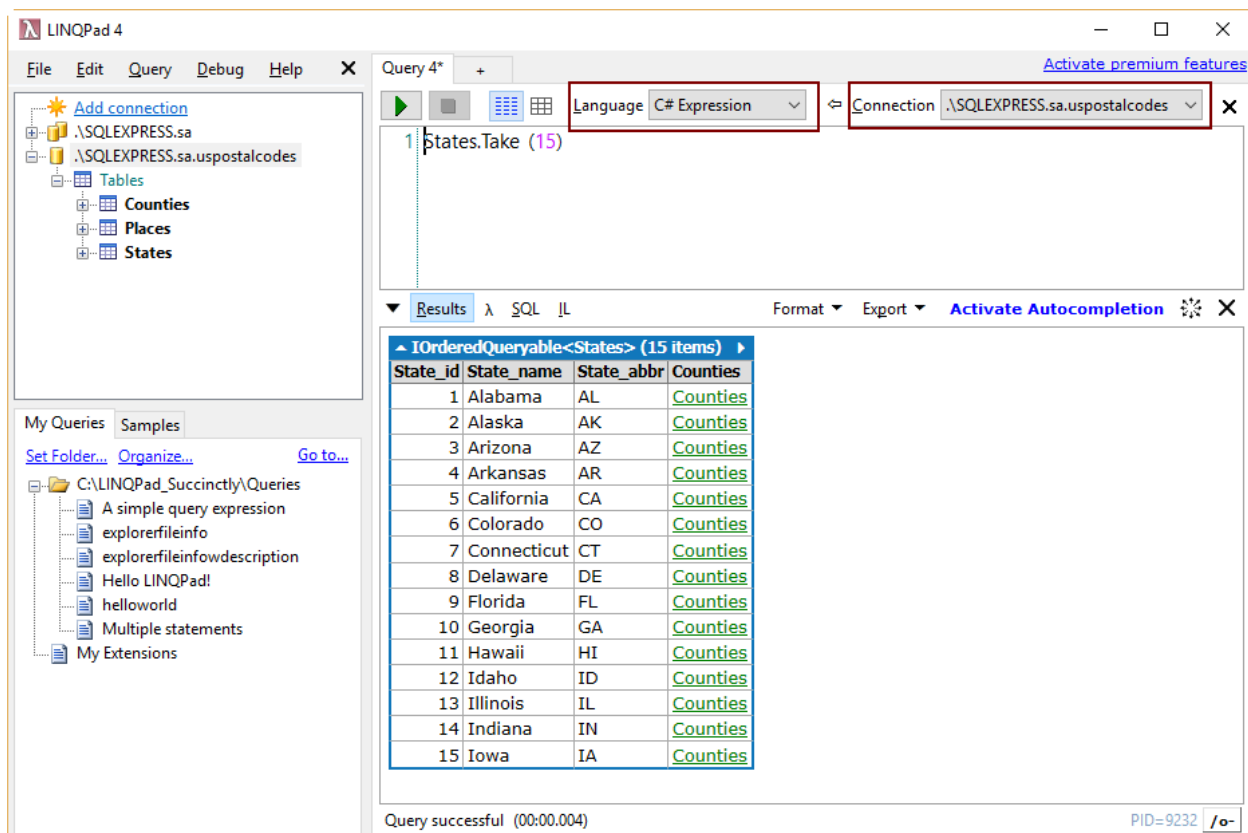 LINQPad 4
File Edit Query Debug Help
Add connection
.\SQLEXPRESS.sa
.\SQLEXPRESS.sa.uspostalcodes
Tables
Counties
Places
States
My Queries Samples
Set Folder... Organize... Go to...
C:\LINQPad_Succinctly\Queries
A simple query expression
explorerfileinfo
explorerfileinfowdescription
Hello LINQPad!
helloworld
Multiple statements
My Extensions
Query 4* +
Activate premium features
Language C# Expression Connection .\SQLEXPRESS.sa.uspostalcodes
1 States.Take (15)
Results λ SQL IL Format Export Activate Autocompletion
IOrderedQueryable<States> (15 items)
State_id State_name State_abbr Counties
1 Alabama AL Counties
2 Alaska AK Counties
3 Arizona AZ Counties
4 Arkansas AR Counties
5 California CA Counties
6 Colorado CO Counties
7 Connecticut CT Counties
8 Delaware DE Counties
9 Florida FL Counties
10 Georgia GA Counties
11 Hawaii HI Counties
12 Idaho ID Counties
13 Illinois IL Counties
14 Indiana IN Counties
15 Iowa IA Counties
Query successful (00:00.004) PID=9232 /o-